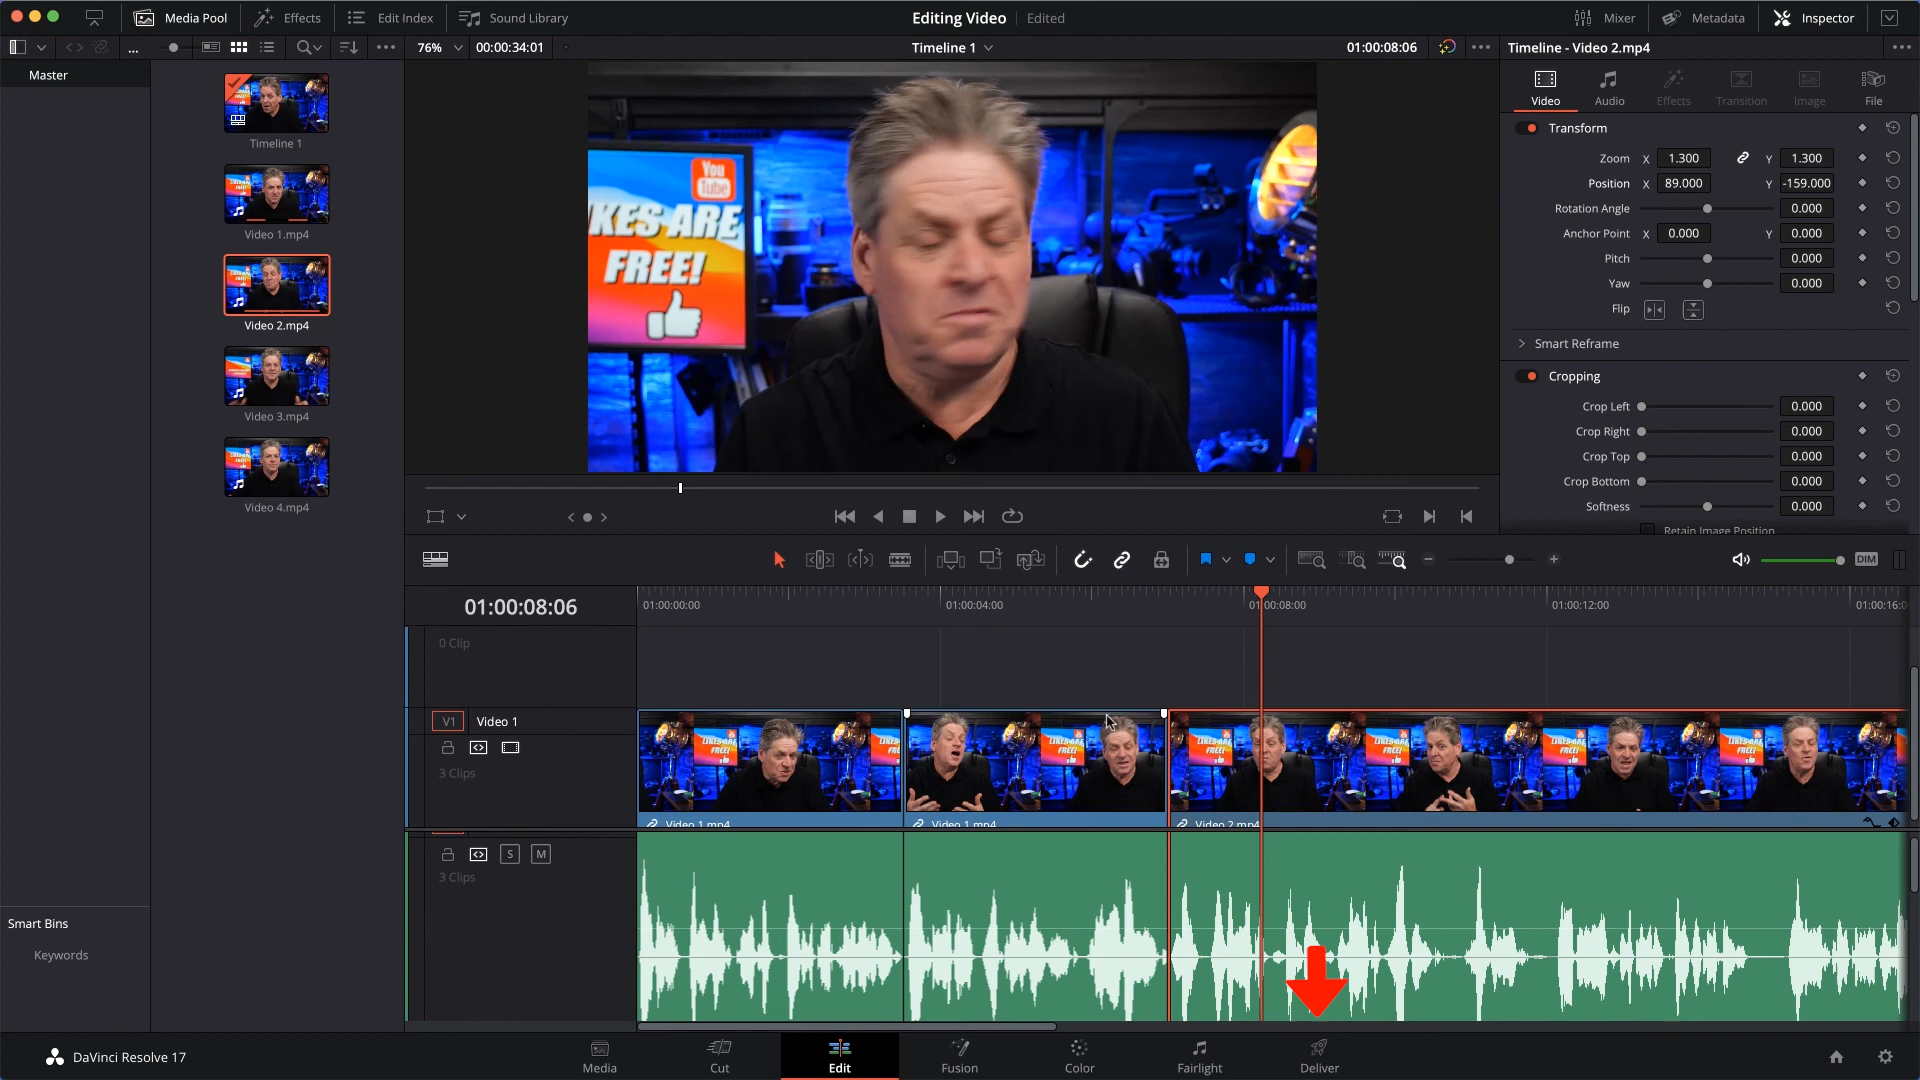 Media Pool
Effects
Edit Index
Sound Library
Editing Video
Edited
Mixer
Metadata
Inspector
76%
00:00:34:01
Timeline 1
01:00:08:06
Timeline - Video 2.mp4
Master
Timeline 1
Video 1.mp4
Video 2.mp4
Video 3.mp4
Video 4.mp4
You
Tube
KES ARE
FREE!
Video
Audio
Effects
Transition
Image
File
Transform
Zoom X 1.300 Y 1.300
Position X 89.000 Y -159.000
Rotation Angle 0.000
Anchor Point X 0.000 Y 0.000
Pitch 0.000
Yaw 0.000
Flip
Smart Reframe
Cropping
Crop Left 0.000
Crop Right 0.000
Crop Top 0.000
Crop Bottom 0.000
Softness 0.000
Retain Image Position
DIM
01:00:08:06
01:00:00:00
01:00:04:00
01:00:08:00
01:00:12:00
01:00:16:0
0 Clip
V1 Video 1
3 Clips
LIKES ARE
FREE!
Video 1.mp4
Video 1.mp4
Video 2.mp4
S M
3 Clips
Smart Bins
Keywords
DaVinci Resolve 17
Media
Cut
Edit
Fusion
Color
Fairlight
Deliver